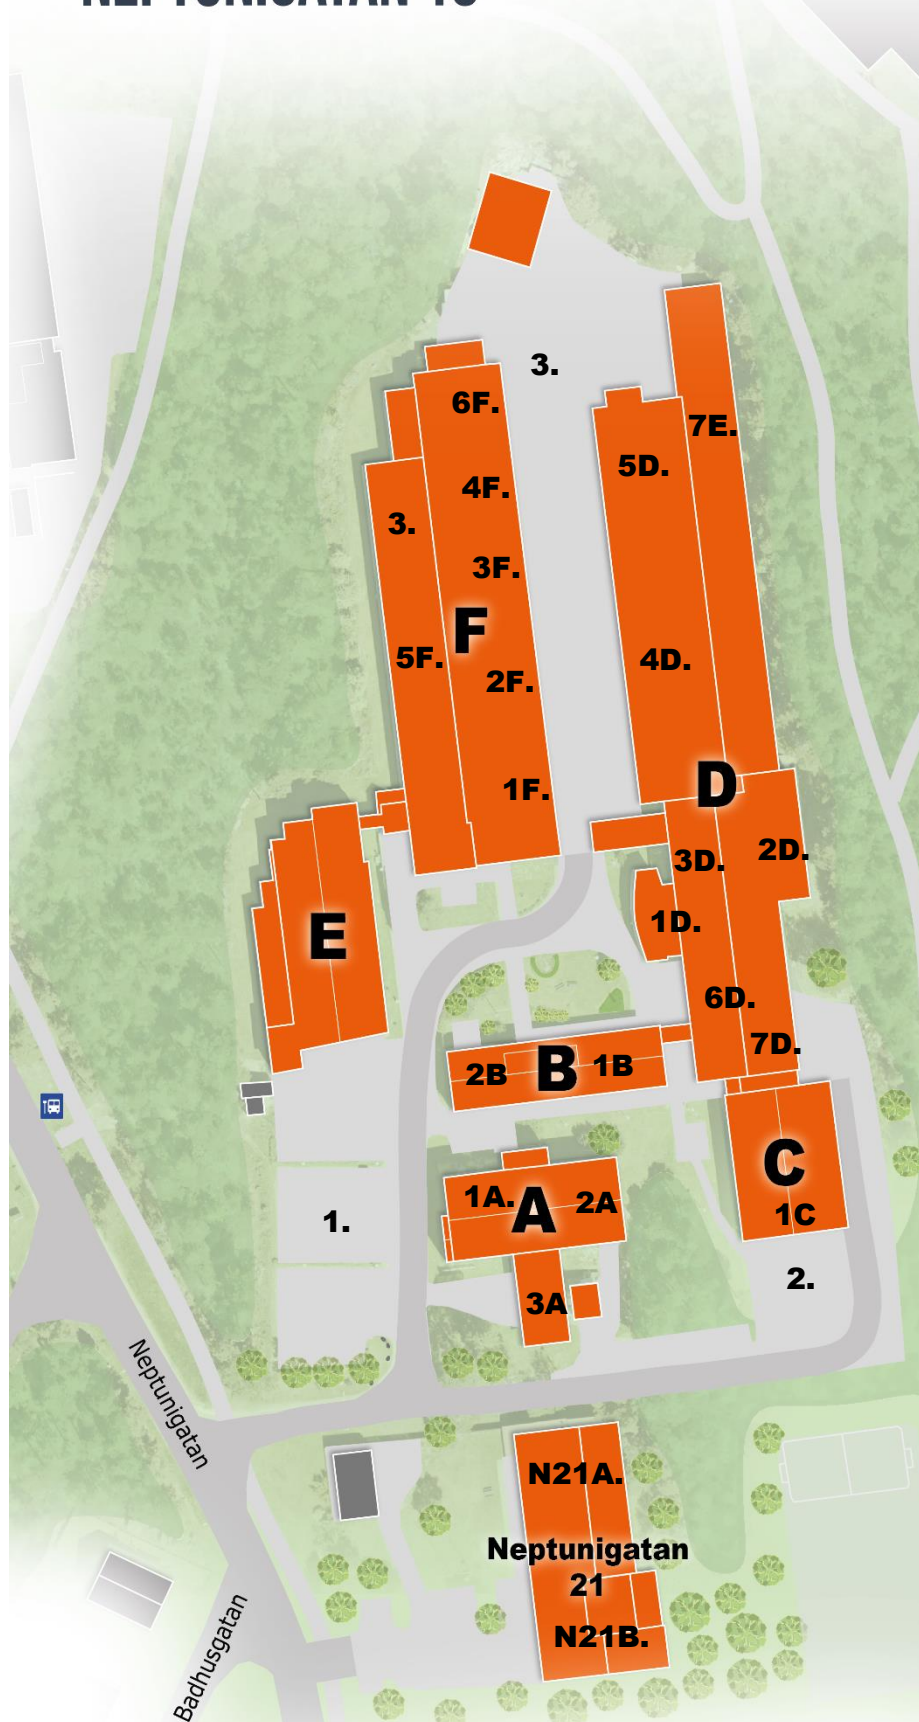 3.
6F.
7E.
5D.
4F.
3.
3F.
F
5F.
4D.
2F.
D
1F.
2D.
3D.
1D.
E
6D.
7D.
B
1B
2B
C
1A.
2A
A
1C
1.
2.
3A
Neptunigatan
N21A.
Neptunigatan
21
N21B.
Badhusgatan